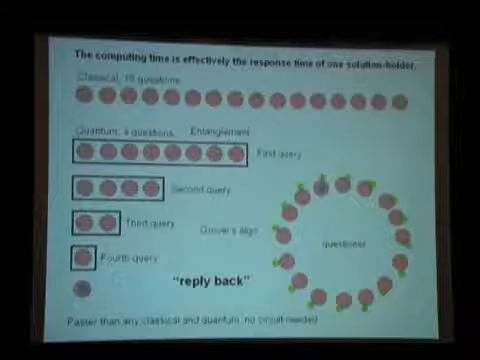 The computing time is effectively the response time of one solution-holder.
Classical, 15 questions
Quantum, 4 questions, Entanglement
First query
Second query
Third query
Grover's algo
questioner
Fourth query
"reply back"
Faster than any classical and quantum, no circuit needed